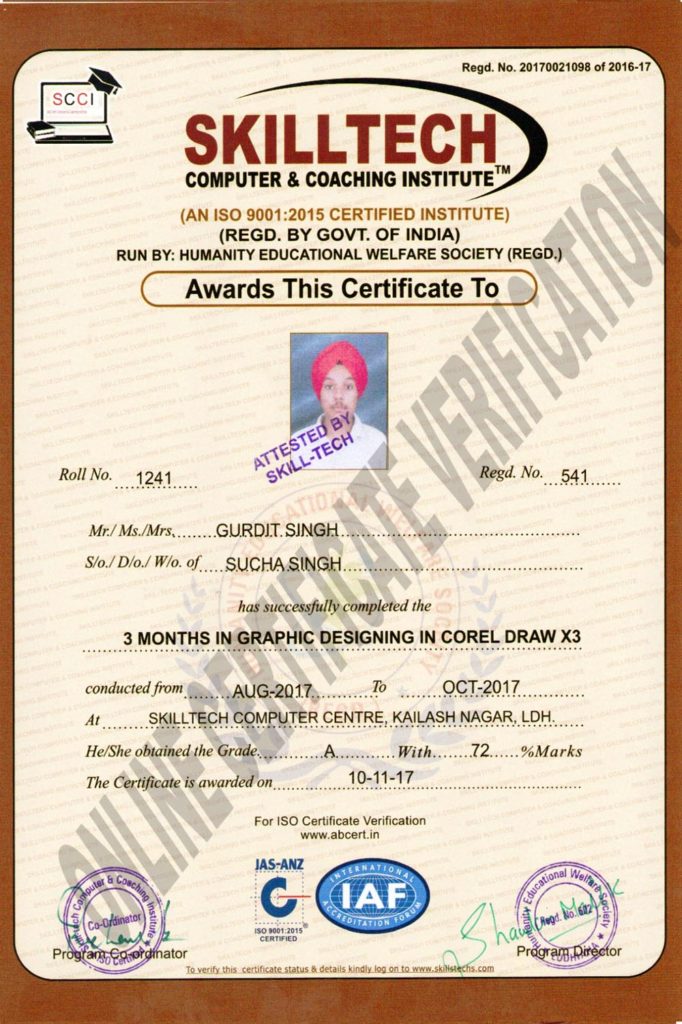 Regd. No. 20170021098 of 2016-17
SCCI
SKILLTECH
COMPUTER & COACHING INSTITUTE™
(AN ISO 9001:2015 CERTIFIED INSTITUTE)
(REGD. BY GOVT. OF INDIA)
RUN BY: HUMANITY EDUCATIONAL WELFARE SOCIETY (REGD.)
Awards This Certificate To
ATTESTED BY
SKILL-TECH
Roll No. 1241 Regd. No. 541
Mr./ Ms./Mrs. GURDIT SINGH
S/o./ D/o./ W/o. of SUCHA SINGH
has successfully completed the
3 MONTHS IN GRAPHIC DESIGNING IN COREL DRAW X3
conducted from AUG-2017 To OCT-2017
At SKILLTECH COMPUTER CENTRE, KAILASH NAGAR, LDH.
He/She obtained the Grade A With 72 %Marks
The Certificate is awarded on 10-11-17
ONLINE CERTIFICATE VERIFICATION
For ISO Certificate Verification
www.abcert.in
JAS-ANZ
C
ISO 9001:2015
CERTIFIED
INTERNATIONAL
IAF
ACCREDITATION FORUM
Co-Ordinator
Program Co-ordinator
Humanity Educational Welfare Society
Regd. No.
LUDHIANA
Program Director
To verify this certificate status & details kindly log on to www.skillstechs.com